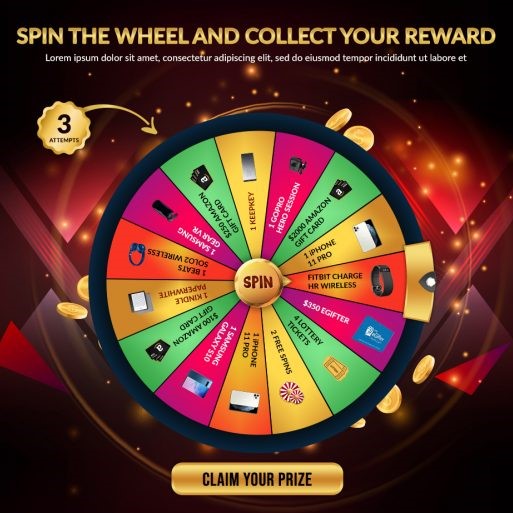 SPIN THE WHEEL AND COLLECT YOUR REWARD
Lorem ipsum dolor sit amet, consectetur adipiscing elit, sed do eiusmod temppr incididunt ut labore et
3
ATTEMPTS
1 KEEPKEY
1 GOPRO
HERO SESSION
$2000 AMAZON
GIFT CARD
1 iPHONE
11 PRO
FITBIT CHARGE
HR WIRELESS
$350 EGIFTER
4 LOTTERY
TICKETS
2 FREE SPINS
1 IPHONE
11 PRO
1 SAMSUNG
GALAXY S10
$100 AMAZON
GIFT CARD
1 KINDLE
PAPERWHITE
1 BEATS
SOLO2 WIRELESS
1 SAMSUNG
GEAU VR
$250 AMAZON
GIFT CARD
SPIN
CLAIM YOUR PRIZE